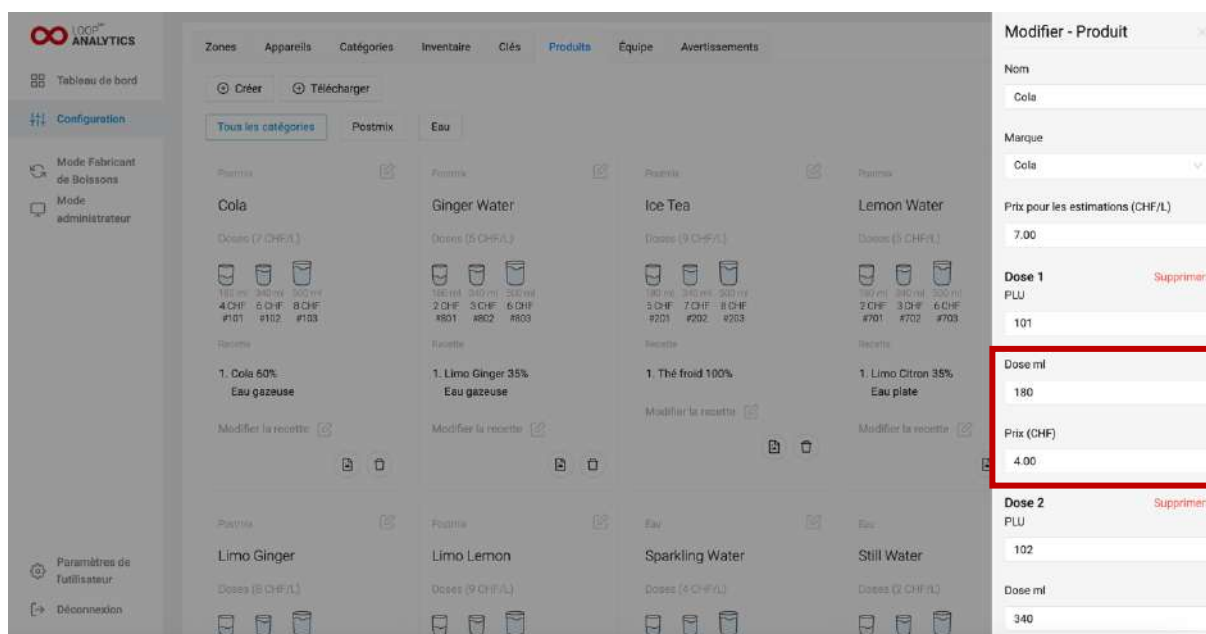 LOOP™
ANALYTICS
Tableau de bord
Configuration
Mode Fabricant
de Boissons
Mode
administrateur
Paramètres de
l'utilisateur
Déconnexion
Zones Appareils Catégories Inventaire Clés Produits Équipe Avertissements
Créer Télécharger
Tous les catégories Postmix Eau
Postmix
Cola
Doses (7 CHF/L)
180 ml 340 ml 500 ml
4 CHF 6 CHF 8 CHF
#101 #102 #103
Recette
1. Cola 60%
Eau gazeuse
Modifier la recette
Postmix
Ginger Water
Doses (5 CHF/L)
180 ml 340 ml 500 ml
2 CHF 3 CHF 6 CHF
#801 #802 #803
Recette
1. Limo Ginger 35%
Eau gazeuse
Modifier la recette
Postmix
Ice Tea
Doses (9 CHF/L)
180 ml 340 ml 500 ml
5 CHF 7 CHF 8 CHF
#201 #202 #203
Recette
1. Thé froid 100%
Modifier la recette
Postmix
Lemon Water
Doses (5 CHF/L)
180 ml 340 ml 500 ml
2 CHF 3 CHF 6 CHF
#701 #702 #703
Recette
1. Limo Citron 35%
Eau plate
Modifier la recette
Postmix
Limo Ginger
Doses (8 CHF/L)
Postmix
Limo Lemon
Doses (9 CHF/L)
Eau
Sparkling Water
Doses (4 CHF/L)
Eau
Still Water
Doses (2 CHF/L)
Modifier - Produit
Nom
Cola
Marque
Cola
Prix pour les estimations (CHF/L)
7.00
Dose 1 Supprimer
PLU
101
Dose ml
180
Prix (CHF)
4.00
Dose 2 Supprimer
PLU
102
Dose ml
340